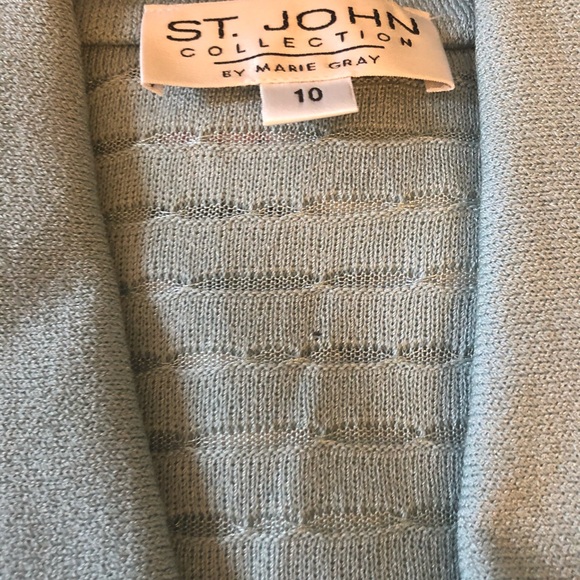 ST. JOHN
COLLECTION
BY MARIE GRAY
10